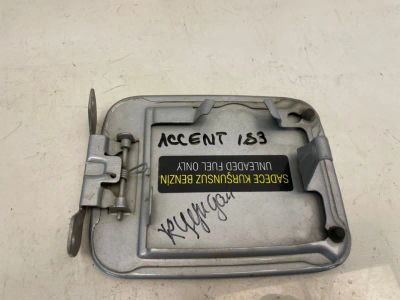 ACCENT 183
SADECE KURŞUNSUZ BENZİN
UNLEADED FUEL ONLY